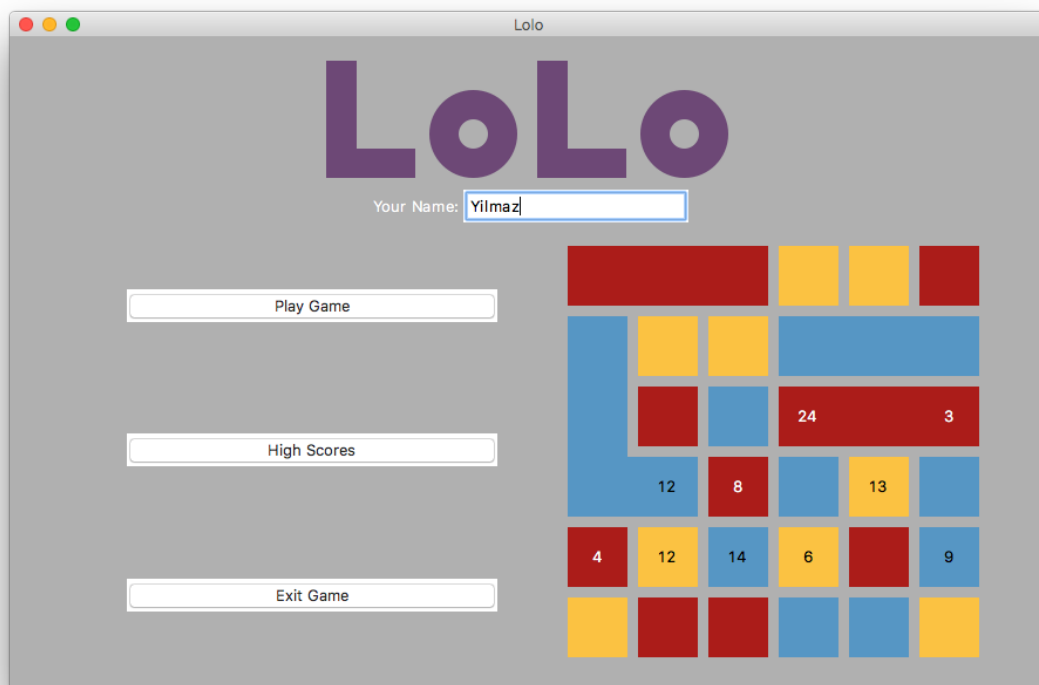 Lolo
LoLo
Your Name: Yilmaz
Play Game
High Scores
Exit Game
24 3
12 8 13
4 12 14 6 9